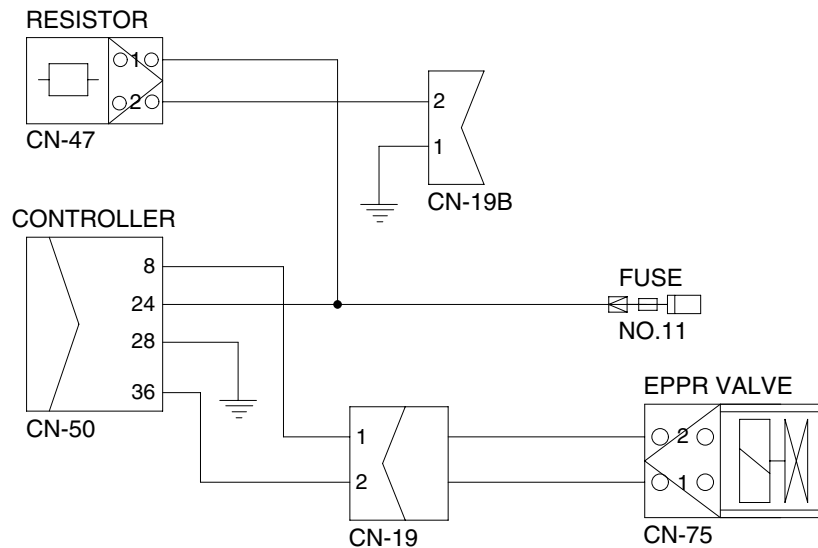 RESISTOR
1
2
CN-47
2
1
CN-19B
CONTROLLER
8
24
28
36
CN-50
FUSE
NO.11
1
2
CN-19
EPPR VALVE
2
1
CN-75